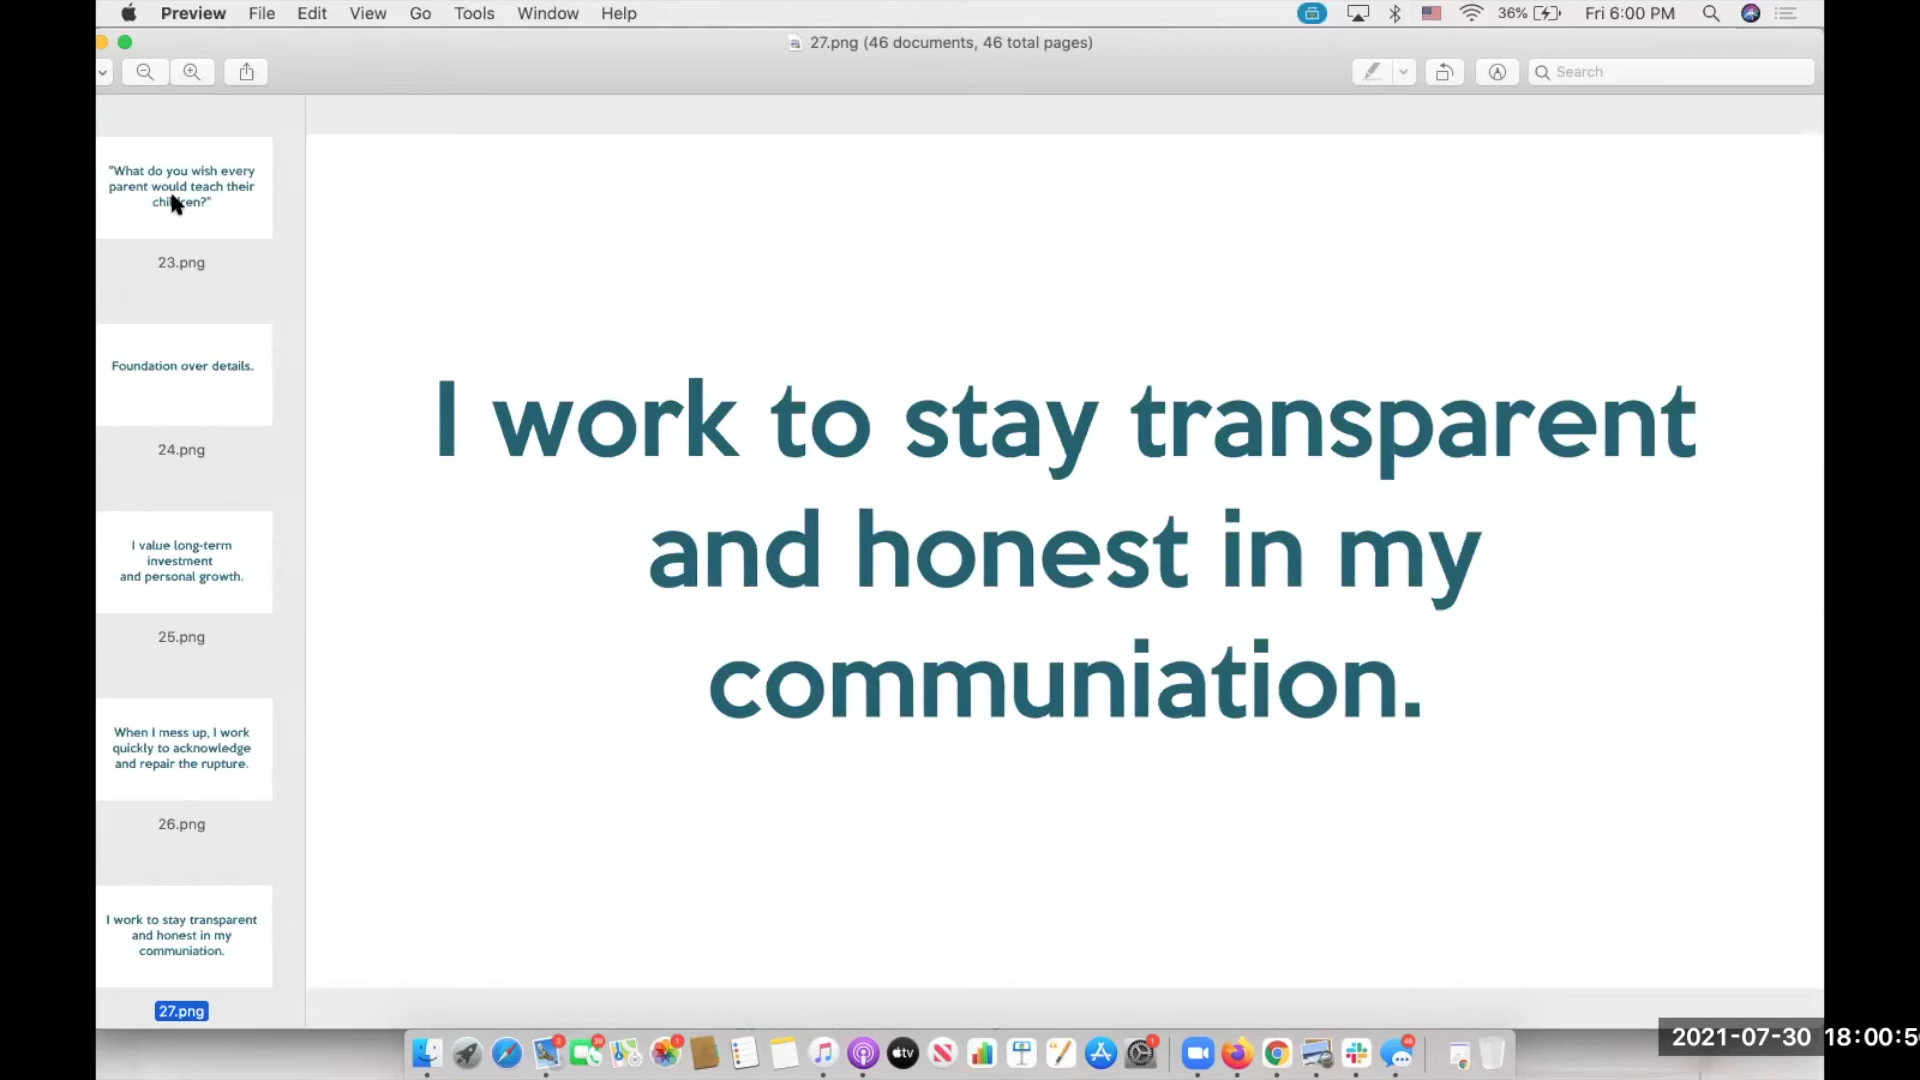 Preview File Edit View Go Tools Window Help
36% Fri 6:00 PM
27.png (46 documents, 46 total pages)
Search
"What do you wish every
parent would teach their
children?"
23.png
Foundation over details.
24.png
I value long-term
investment
and personal growth.
25.png
When I mess up, I work
quickly to acknowledge
and repair the rupture.
26.png
I work to stay transparent
and honest in my
communiation.
27.png
I work to stay transparent
and honest in my
communiation.
tv
2021-07-30 18:00:5